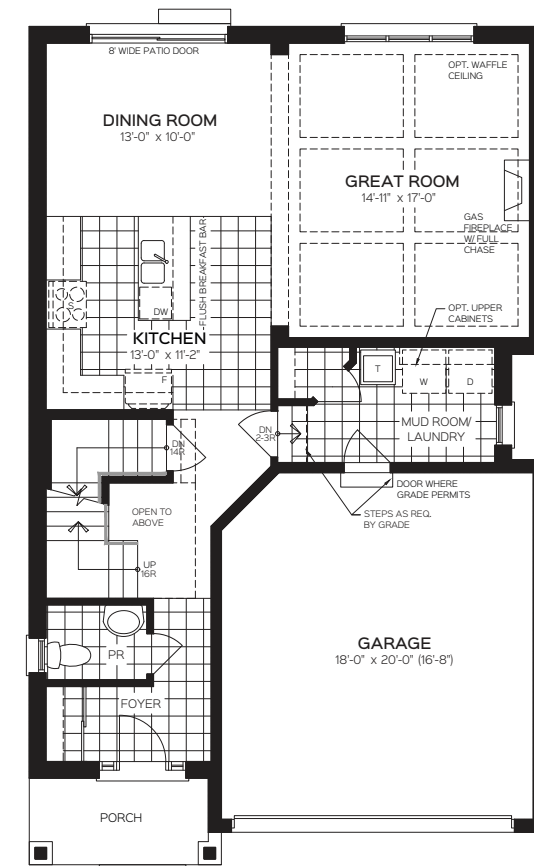 8' WIDE PATIO DOOR
OPT. WAFFLE
CEILING
DINING ROOM
13'-0" x 10'-0"
GREAT ROOM
14'-11" x 17'-0"
GAS
FIREPLACE
W/ FULL
CHASE
FLUSH BREAKFAST BAR
DW
S
KITCHEN
13'-0" x 11'-2"
F
OPT. UPPER
CABINETS
T
W
D
MUD ROOM/
LAUNDRY
DN
14R
DN
2-3R
DOOR WHERE
GRADE PERMITS
STEPS AS REQ.
BY GRADE
OPEN TO
ABOVE
UP
16R
PR
GARAGE
18'-0" x 20'-0" (16'-8")
FOYER
PORCH